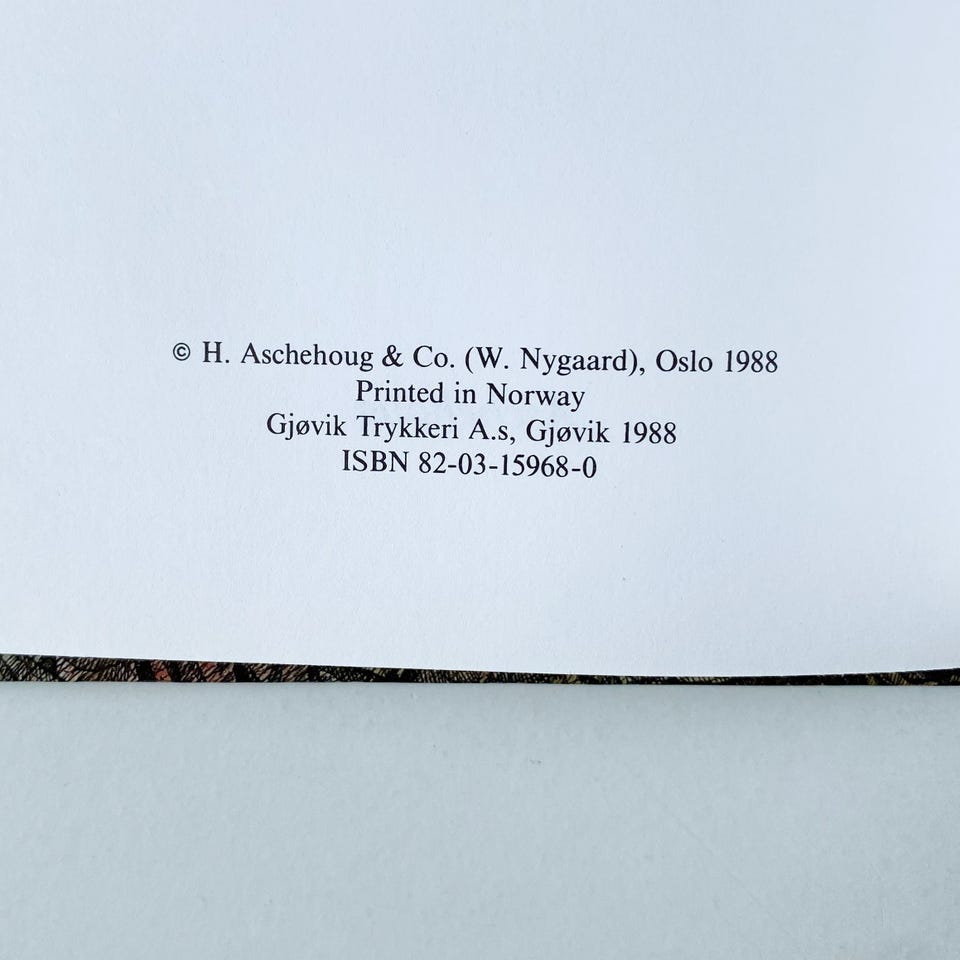 © H. Aschehoug & Co. (W. Nygaard), Oslo 1988
Printed in Norway
Gjøvik Trykkeri A.s, Gjøvik 1988
ISBN 82-03-15968-0